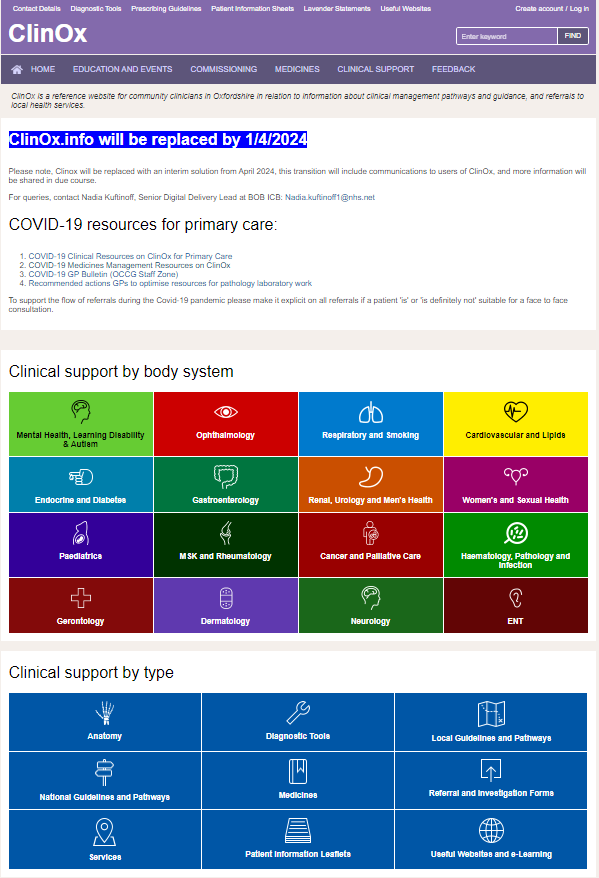 Contact Details Diagnostic Tools Prescribing Guidelines Patient Information Sheets Lavender Statements Useful Websites Create account / Log in
ClinOx
Enter keyword FIND
HOME EDUCATION AND EVENTS COMMISSIONING MEDICINES CLINICAL SUPPORT FEEDBACK
ClinOx is a reference website for community clinicians in Oxfordshire in relation to information about clinical management pathways and guidance, and referrals to
local health services.
ClinOx.info will be replaced by 1/4/2024
Please note, Clinox will be replaced with an interim solution from April 2024, this transition will include communications to users of ClinOx, and more information will
be shared in due course.
For queries, contact Nadia Kuftinoff, Senior Digital Delivery Lead at BOB ICB: Nadia.kuftinoff1@nhs.net
COVID-19 resources for primary care:
1. COVID-19 Clinical Resources on ClinOx for Primary Care
2. COVID-19 Medicines Management Resources on ClinOx
3. COVID-19 GP Bulletin (OCCG Staff Zone)
4. Recommended actions GPs to optimise resources for pathology laboratory work
To support the flow of referrals during the Covid-19 pandemic please make it explicit on all referrals if a patient 'is' or 'is definitely not' suitable for a face to face
consultation.
Clinical support by body system
Mental Health, Learning Disability
& Autism
Ophthalmology
Respiratory and Smoking
Cardiovascular and Lipids
Endocrine and Diabetes
Gastroenterology
Renal, Urology and Men's Health
Women's and Sexual Health
Paediatrics
MSK and Rheumatology
Cancer and Palliative Care
Haematology, Pathology and
Infection
Gerontology
Dermatology
Neurology
ENT
Clinical support by type
Anatomy
Diagnostic Tools
Local Guidelines and Pathways
National Guidelines and Pathways
Medicines
Referral and Investigation Forms
Services
Patient Information Leaflets
Useful Websites and e-Learning